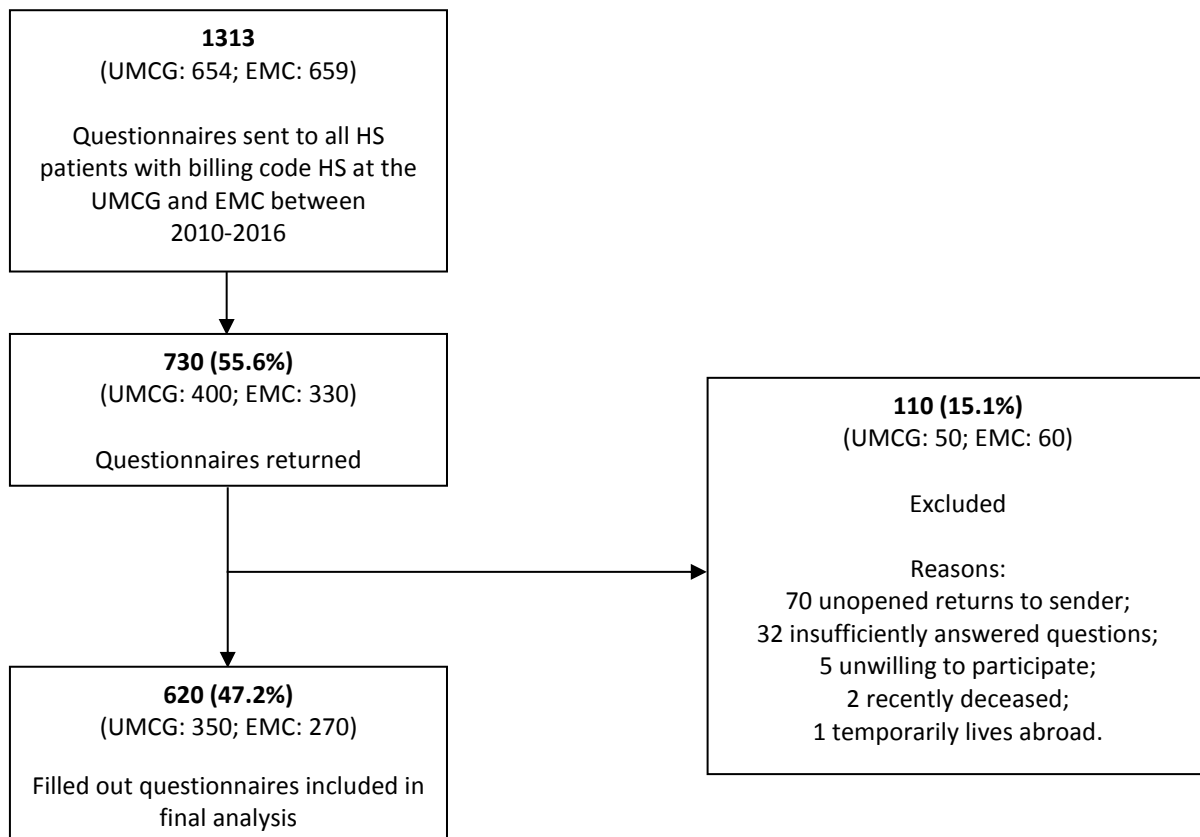 1313
(UMCG: 654; EMC: 659)
Questionnaires sent to all HS
patients with billing code HS at the
UMCG and EMC between
2010-2016
730 (55.6%)
(UMCG: 400; EMC: 330)
Questionnaires returned
110 (15.1%)
(UMCG: 50; EMC: 60)
Excluded
Reasons:
70 unopened returns to sender;
32 insufficiently answered questions;
5 unwilling to participate;
2 recently deceased;
1 temporarily lives abroad.
620 (47.2%)
(UMCG: 350; EMC: 270)
Filled out questionnaires included in
final analysis